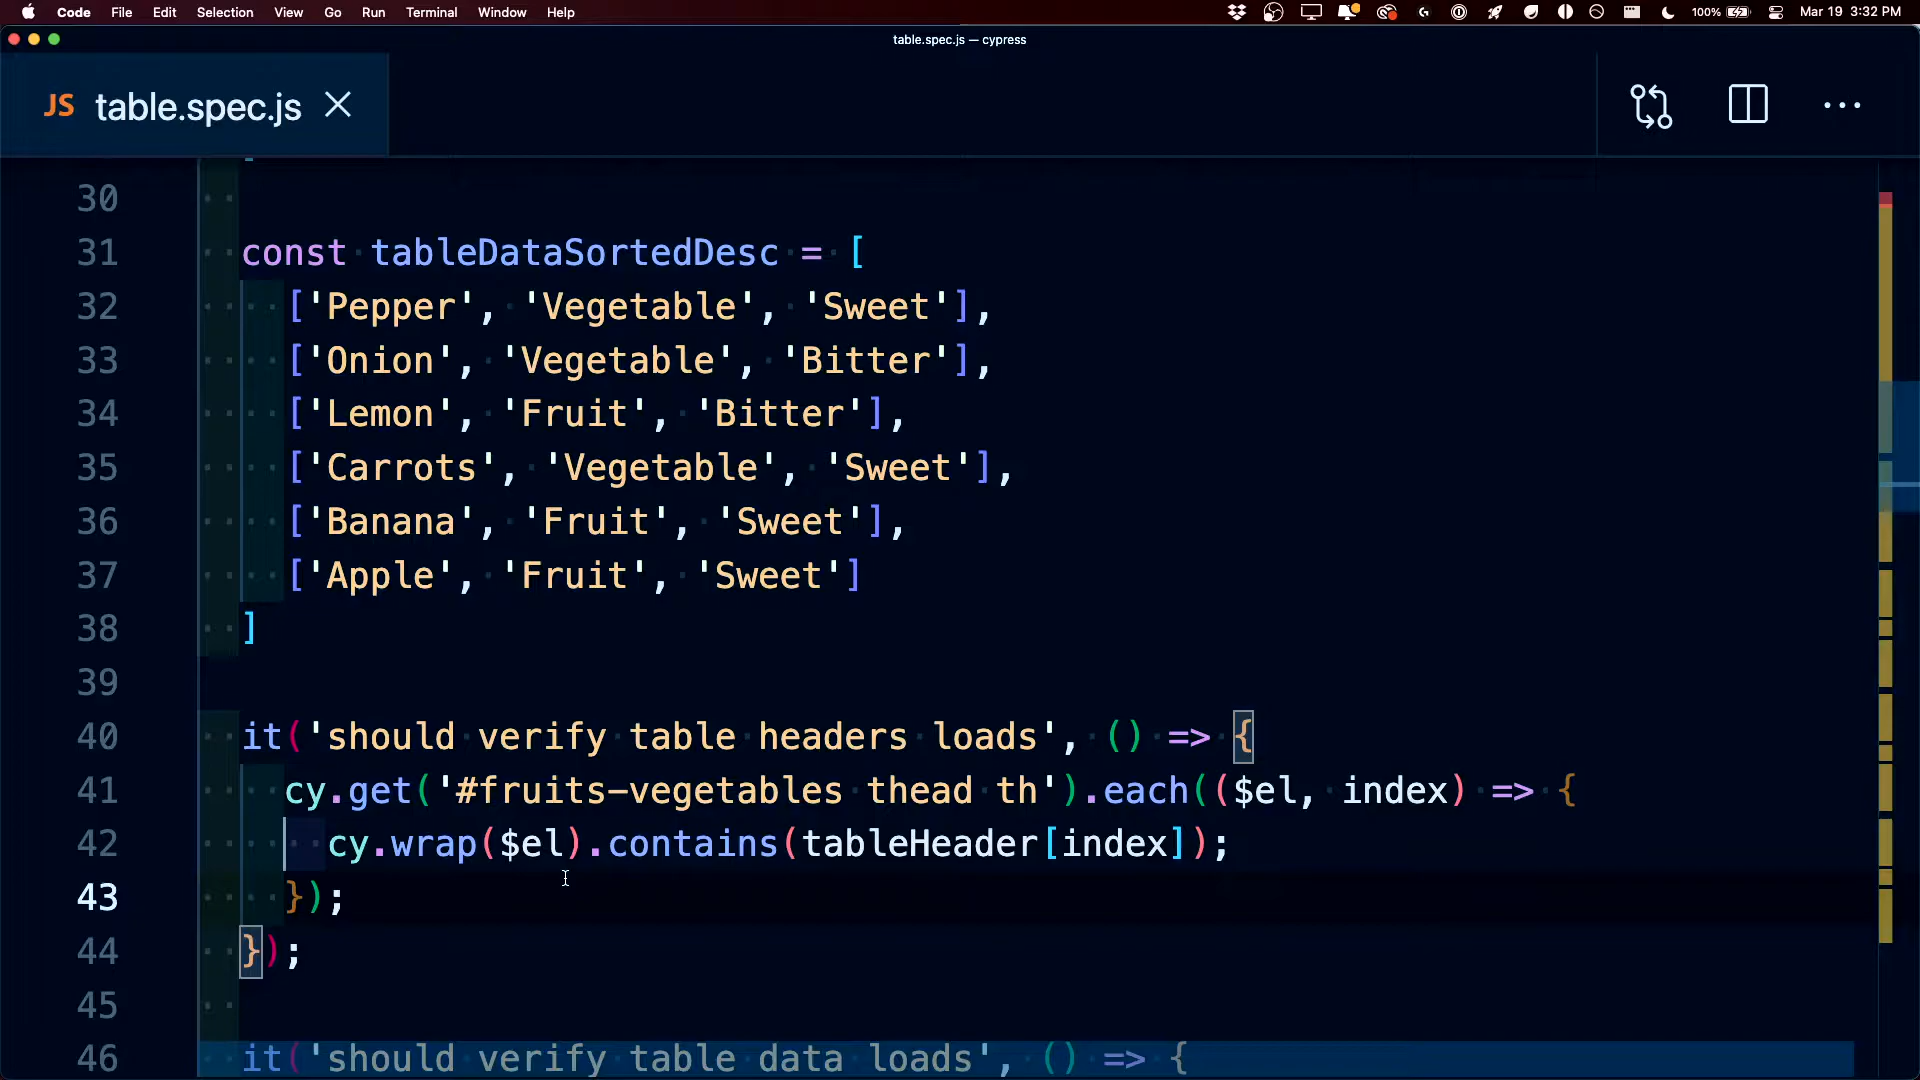 Code File Edit Selection View Go Run Terminal Window Help 100% Mar 19 3:32 PM
table.spec.js — cypress
JS table.spec.js
30
31 const tableDataSortedDesc = [
32 ['Pepper', 'Vegetable', 'Sweet'],
33 ['Onion', 'Vegetable', 'Bitter'],
34 ['Lemon', 'Fruit', 'Bitter'],
35 ['Carrots', 'Vegetable', 'Sweet'],
36 ['Banana', 'Fruit', 'Sweet'],
37 ['Apple', 'Fruit', 'Sweet']
38 ]
39
40 it('should verify table headers loads', () => {
41 cy.get('#fruits-vegetables thead th').each(($el, index) => {
42 cy.wrap($el).contains(tableHeader[index]);
43 });
44 });
45
46 it('should verify table data loads', () => {